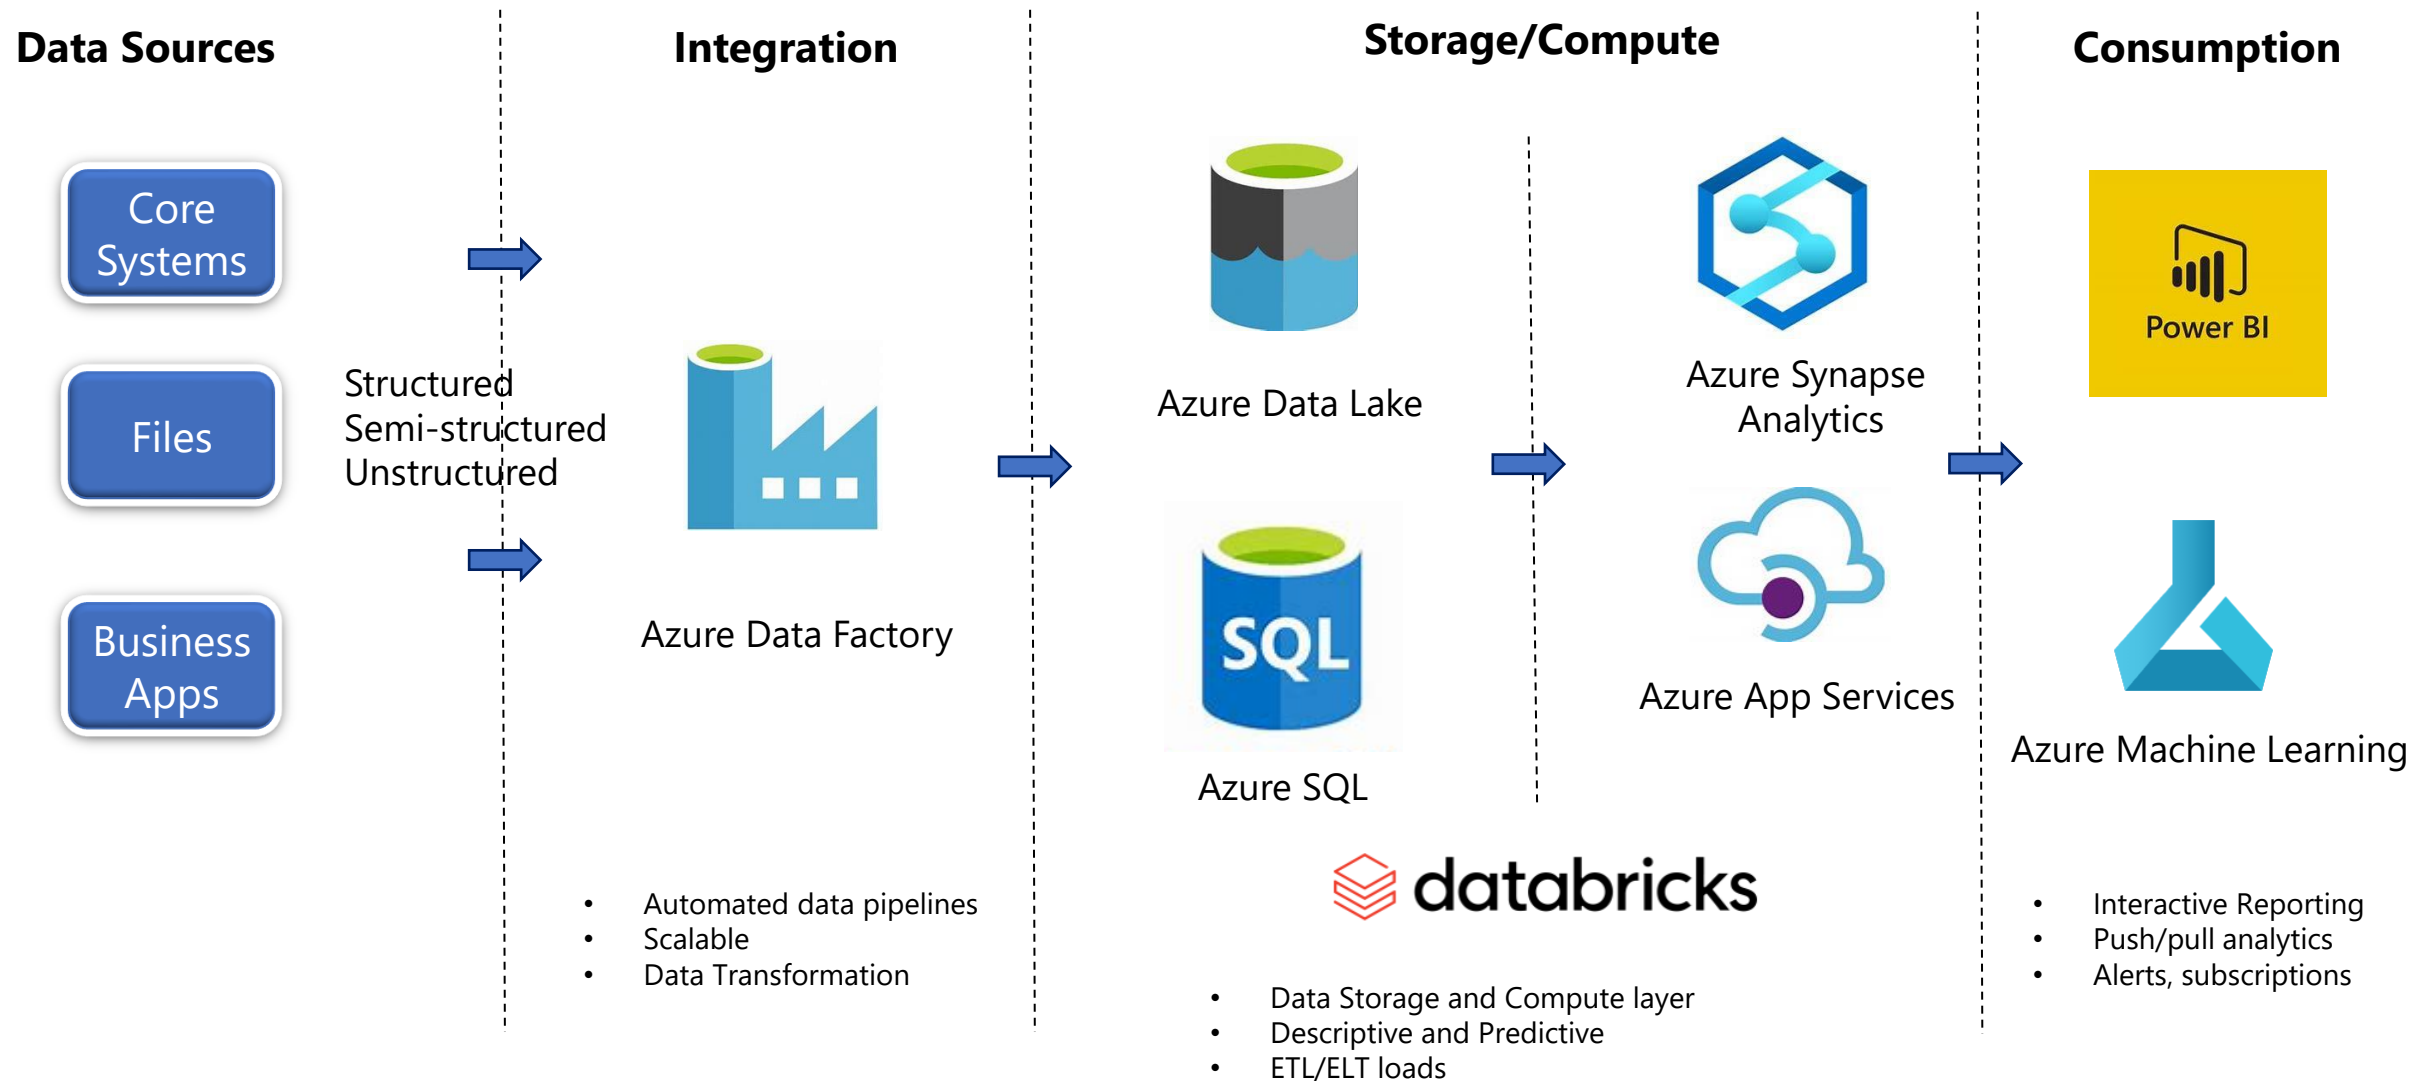 Data Sources
Core
Systems
Files
Business
Apps
Structured
Semi-structured
Unstructured
Integration
Azure Data Factory
• Automated data pipelines
• Scalable
• Data Transformation
Storage/Compute
Azure Data Lake
SQL
Azure SQL
Azure Synapse
Analytics
Azure App Services
databricks
• Data Storage and Compute layer
• Descriptive and Predictive
• ETL/ELT loads
Consumption
Power BI
Azure Machine Learning
• Interactive Reporting
• Push/pull analytics
• Alerts, subscriptions